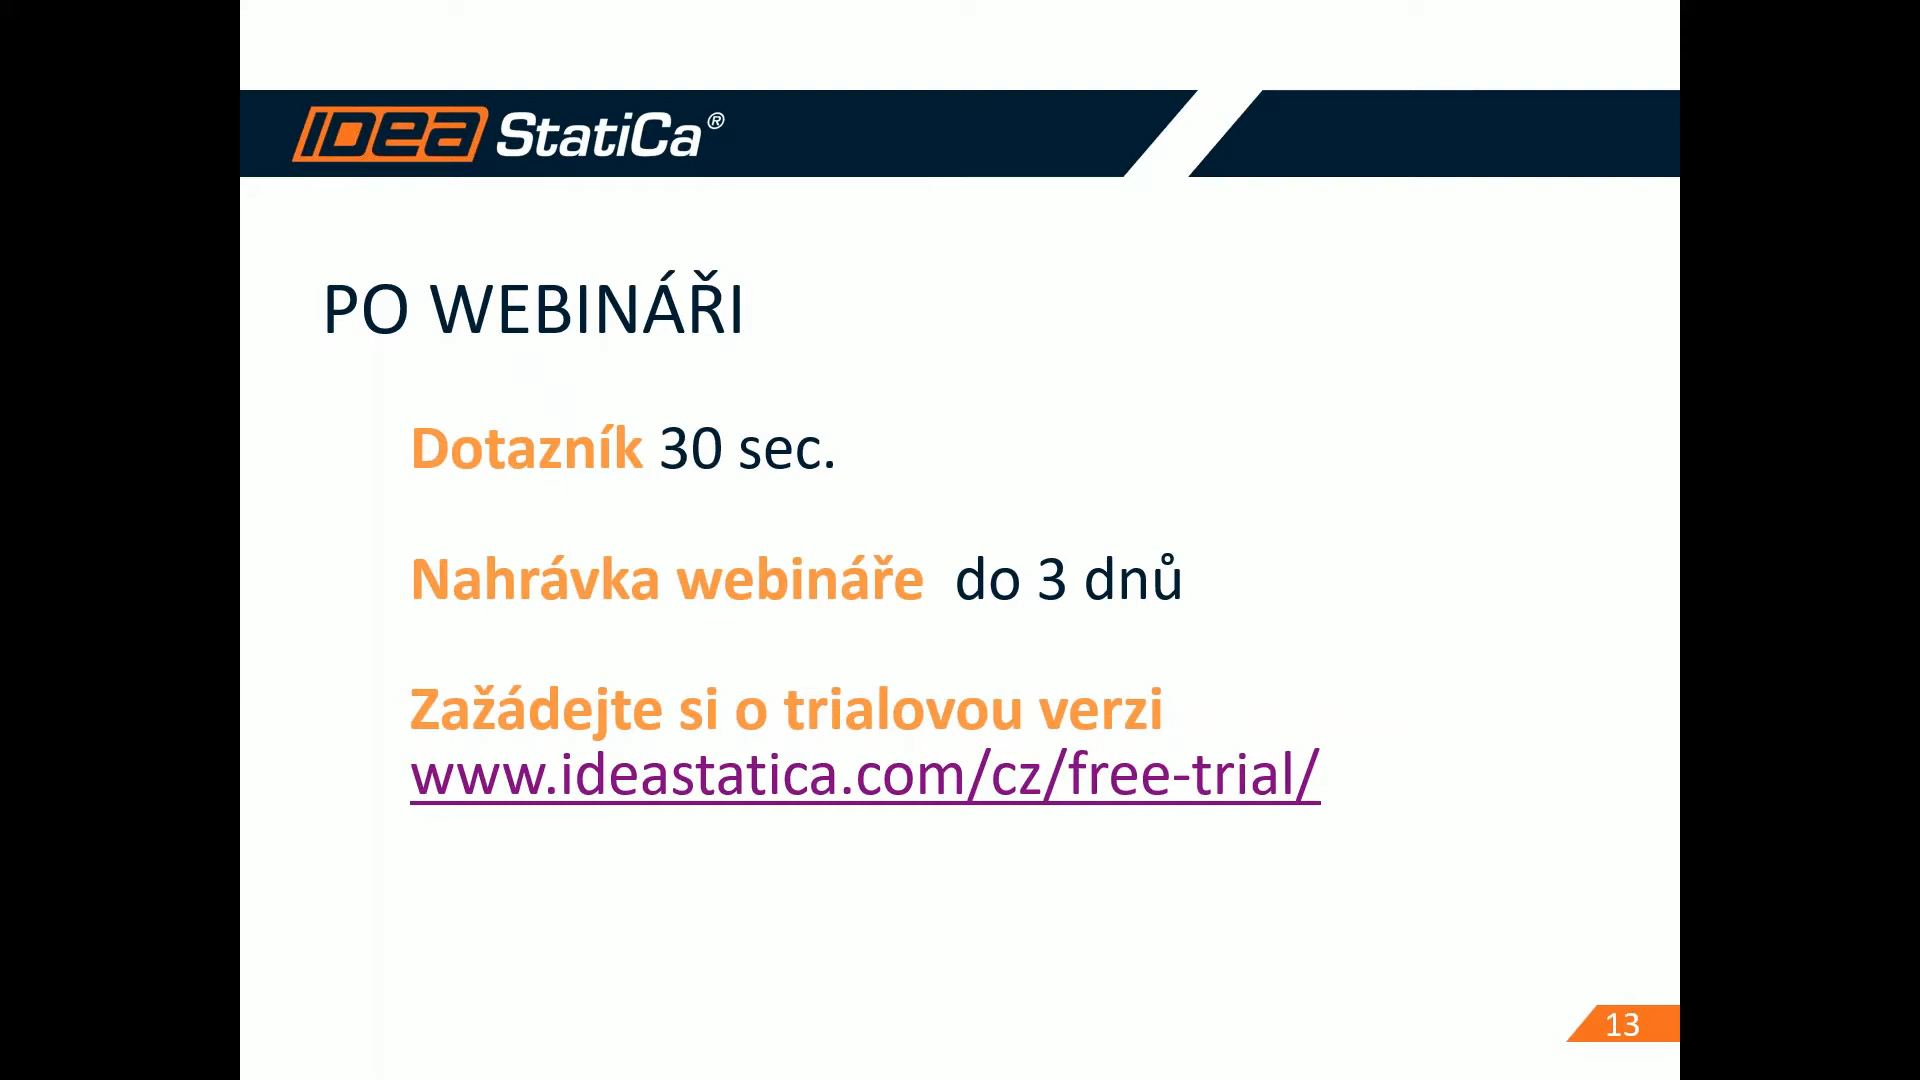 IDEA StatiCa®
PO WEBINÁŘI
Dotazník 30 sec.
Nahrávka webináře do 3 dnů
Zažádejte si o trialovou verzi
www.ideastatica.com/cz/free-trial/
13